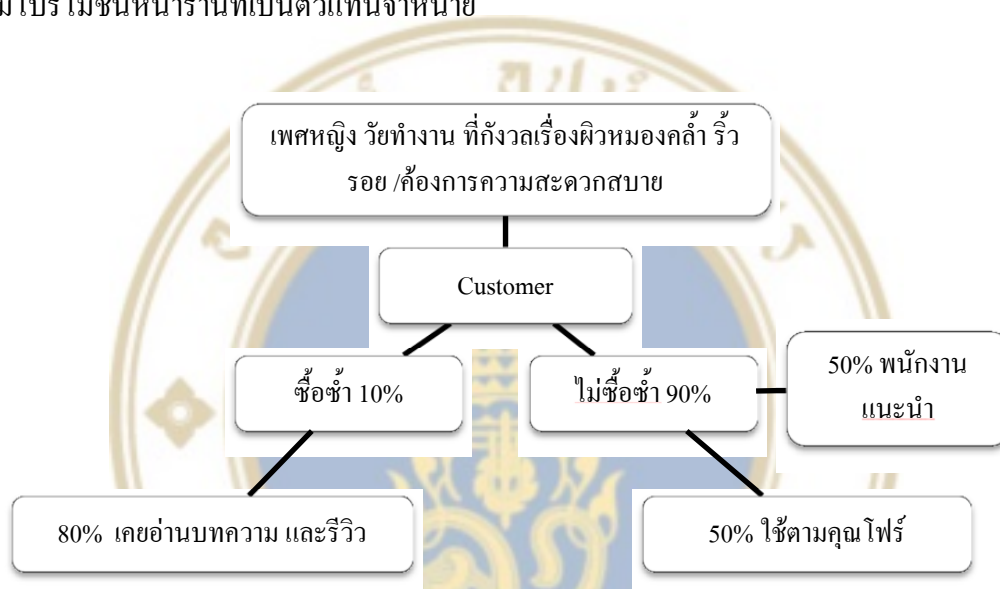 เพศหญิง วัยทำงาน ที่กังวลเรื่องผิวหมองคล้ำ ริ้ว
รอย /ค้องการความสะดวกสบาย
Customer
ซื้อซ้ำ 10%
ไม่ซื้อซ้ำ 90%
50% พนักงาน
แนะนำ
80% เคยอ่านบทความ และรีวิว
50% ใช้ตามคุณโฟร์